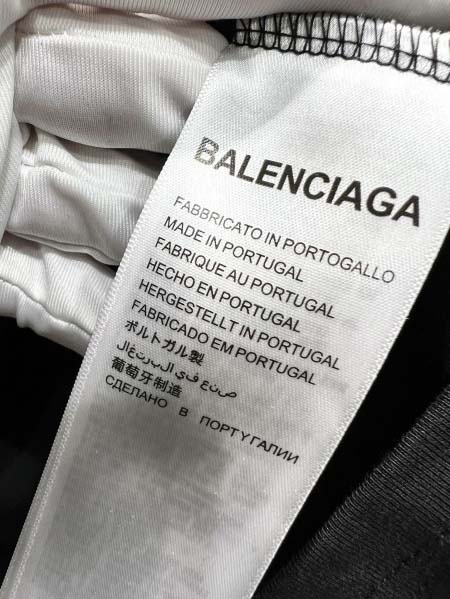 BALENCIAGA
FABBRICATO IN PORTOGALLO
MADE IN PORTUGAL
FABRIQUE AU PORTUGAL
HECHO EN PORTUGAL
HERGESTELLT IN PORTUGAL
FABRICADO EM PORTUGAL
ポルトガル製
صنع في البرتغال
葡萄牙制造
СДЕЛАНО В ПОРТУГАЛИИ